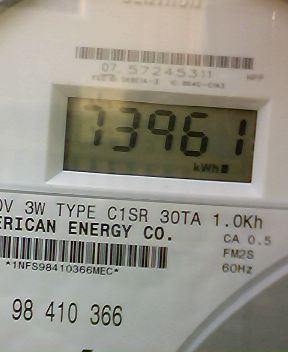 07 57245311
73961
kWh
0V 3W TYPE C1SR 30TA 1.0Kh
ERICAN ENERGY CO.
CA 0.5
FM2S
60Hz
*1NFS98410366MEC*
98 410 366